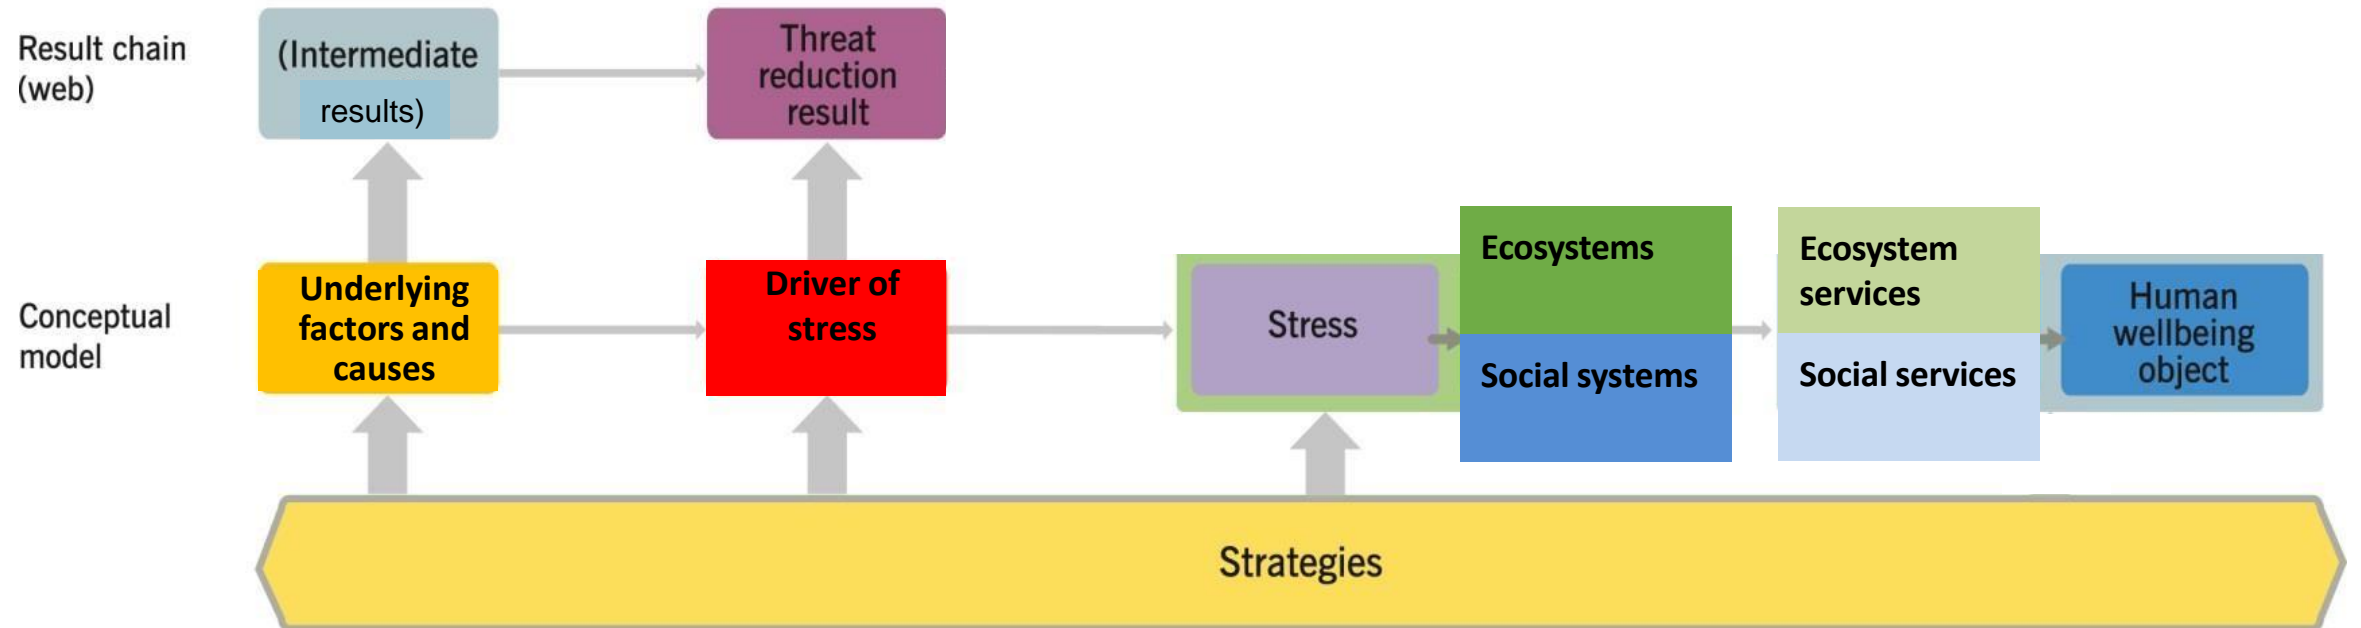 Result chain
(web)
(Intermediate
results)
Threat
reduction
result
Conceptual
model
Underlying
factors and
causes
Driver of
stress
Stress
Ecosystems
Social systems
Ecosystem
services
Social services
Human
wellbeing
object
Strategies